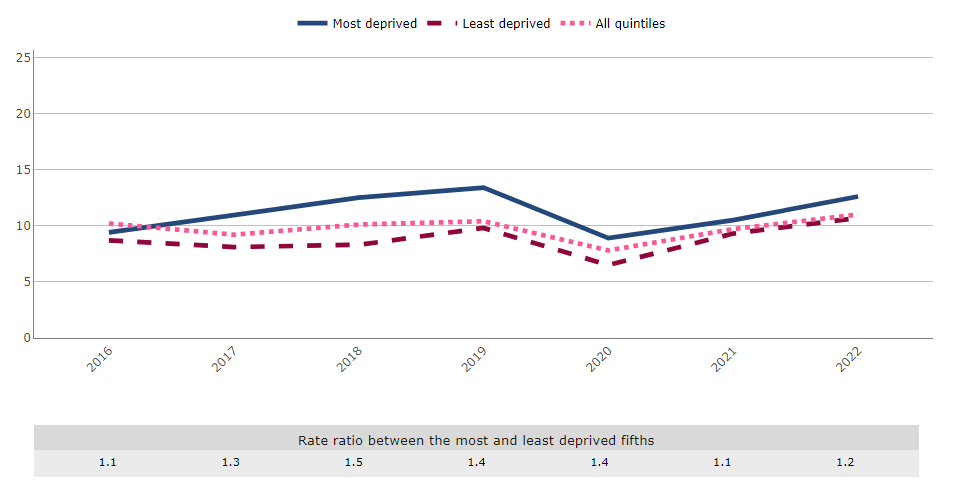 Most deprived Least deprived All quintiles
25
20
15
10
5
0
2016 2017 2018 2019 2020 2021 2022
Rate ratio between the most and least deprived fifths
1.1 1.3 1.5 1.4 1.4 1.1 1.2